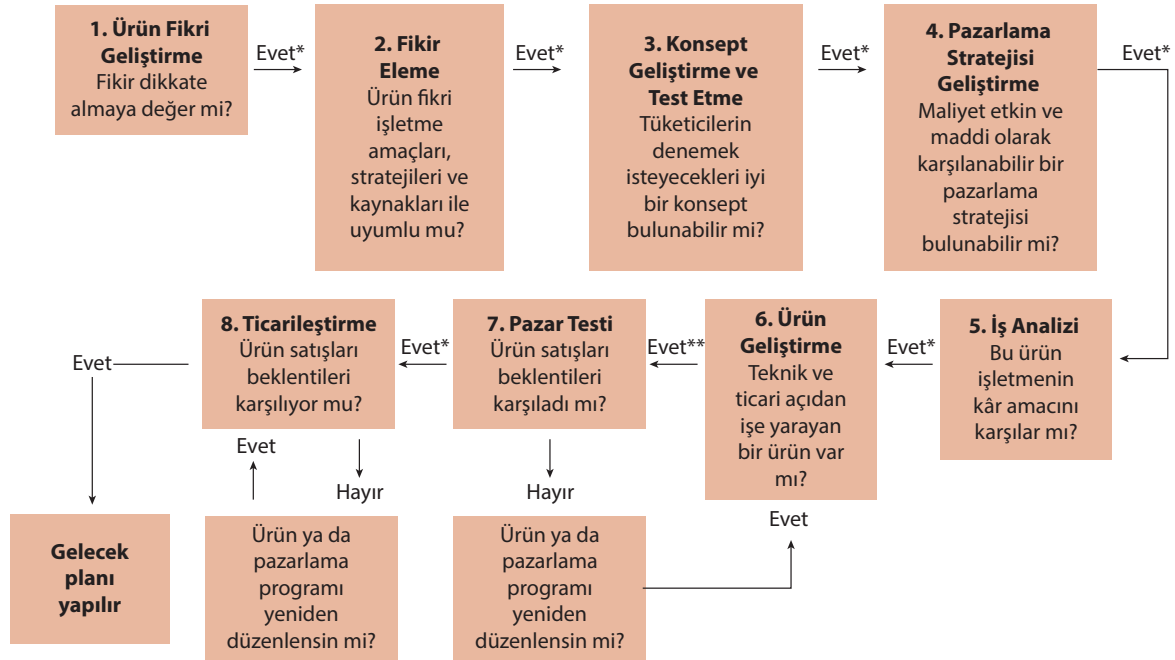 1. Ürün Fikri
Geliştirme
Fikir dikkate
almaya değer mi?
Evet*
2. Fikir
Eleme
Ürün fikri
işletme
amaçları,
stratejileri ve
kaynakları ile
uyumlu mu?
Evet*
3. Konsept
Geliştirme ve
Test Etme
Tüketicilerin
denemek
isteyecekleri iyi
bir konsept
bulunabilir mi?
Evet*
4. Pazarlama
Stratejisi
Geliştirme
Maliyet etkin ve
maddi olarak
karşılanabilir bir
pazarlama
stratejisi
bulunabilir mi?
Evet*
5. İş Analizi
Bu ürün
işletmenin
kâr amacını
karşılar mı?
Evet*
6. Ürün
Geliştirme
Teknik ve
ticari açıdan
işe yarayan
bir ürün var
mı?
Evet**
7. Pazar Testi
Ürün satışları
beklentileri
karşıladı mı?
Evet*
8. Ticarileştirme
Ürün satışları
beklentileri
karşılıyor mu?
Evet
Evet
Hayır
Hayır
Evet
Gelecek
planı
yapılır
Ürün ya da
pazarlama
programı
yeniden
düzenlensin mi?
Ürün ya da
pazarlama
programı
yeniden
düzenlensin mi?